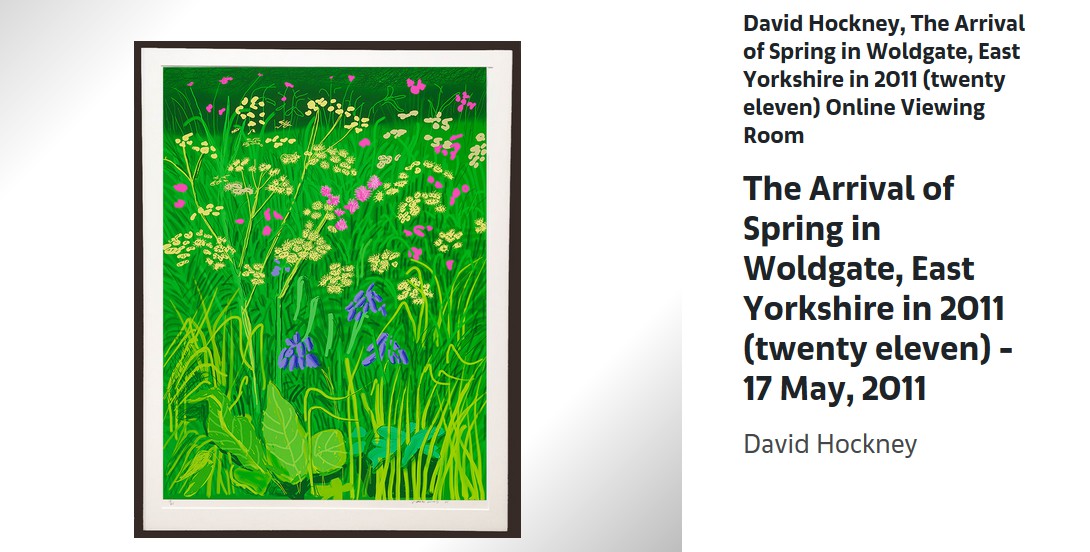 David Hockney, The Arrival
of Spring in Woldgate, East
Yorkshire in 2011 (twenty
eleven) Online Viewing
Room
The Arrival of
Spring in
Woldgate, East
Yorkshire in 2011
(twenty eleven) -
17 May, 2011
David Hockney